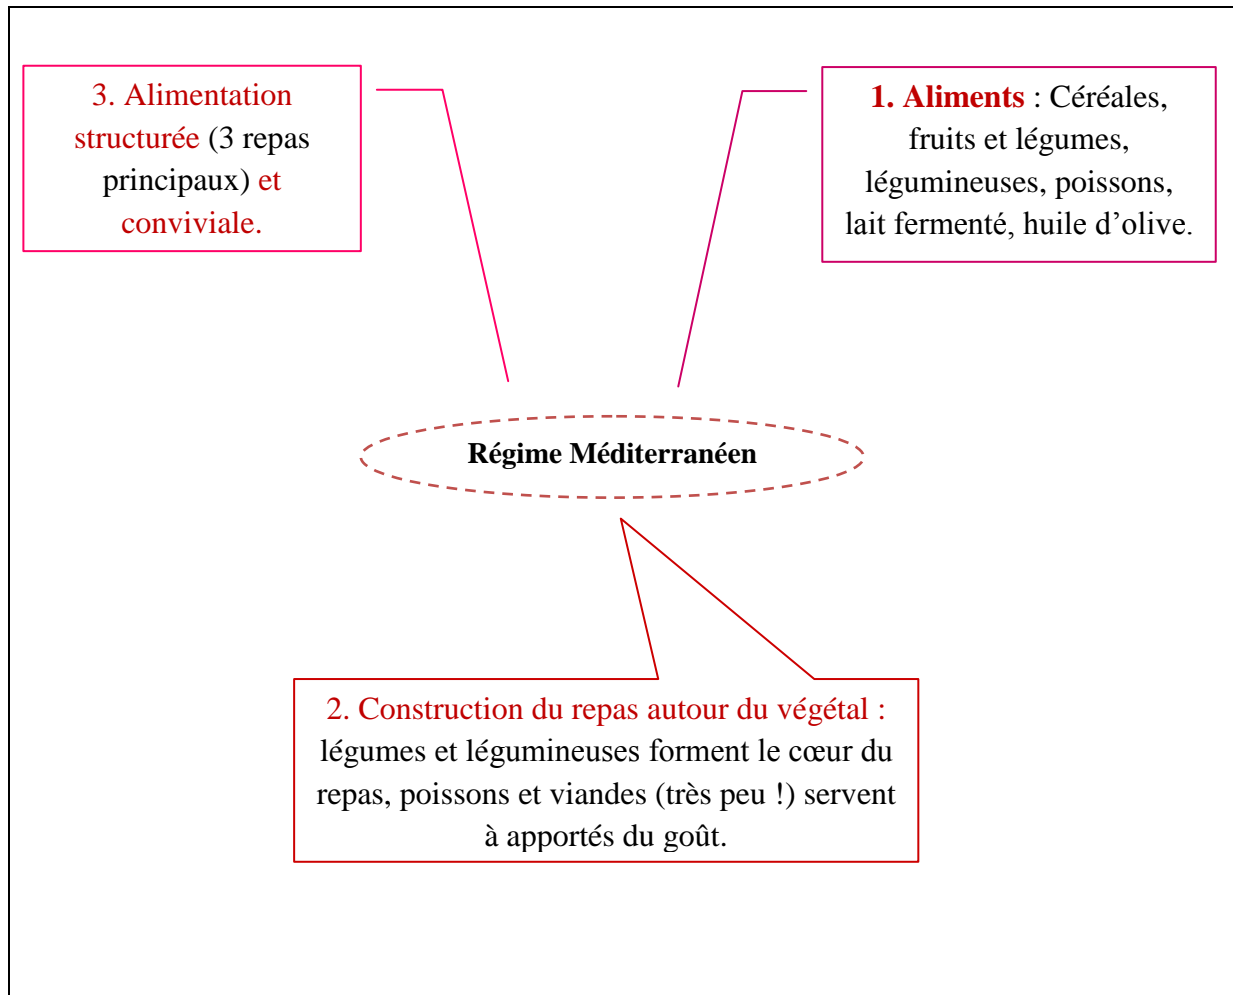 3. Alimentation
structurée (3 repas
principaux) et
conviviale.
1. Aliments : Céréales,
fruits et légumes,
légumineuses, poissons,
lait fermenté, huile d’olive.
Régime Méditerranéen
2. Construction du repas autour du végétal :
légumes et légumineuses forment le cœur du
repas, poissons et viandes (très peu !) servent
à apportés du goût.